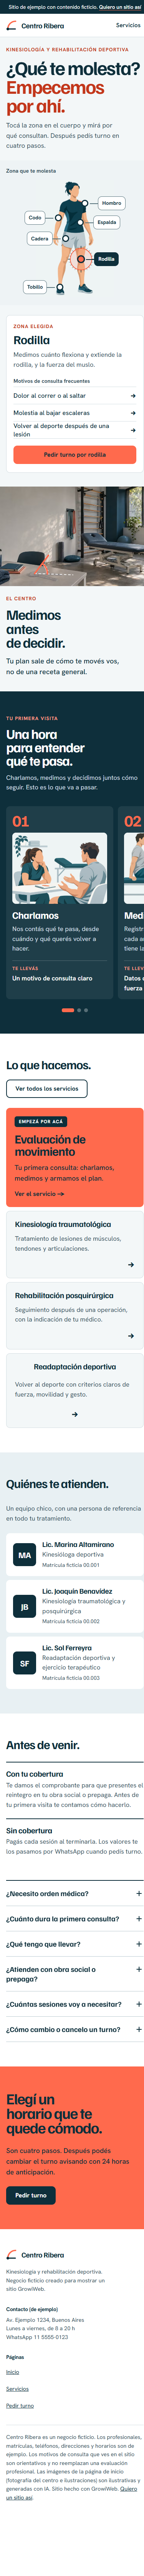 Sitio de ejemplo con contenido ficticio. Quiero un sitio así
Centro Ribera
Servicios
KINESIOLOGÍA Y REHABILITACIÓN DEPORTIVA
¿Qué te molesta?
Empecemos
por ahí.
Tocá la zona en el cuerpo y mirá por
qué consultan. Después pedís turno en
cuatro pasos.
Zona que te molesta
Hombro
Codo
Espalda
Cadera
Rodilla
Tobillo
ZONA ELEGIDA
Rodilla
Medimos cuánto flexiona y extiende la
rodilla, y la fuerza del muslo.
Motivos de consulta frecuentes
Dolor al correr o al saltar
Molestia al bajar escaleras
Volver al deporte después de una
lesión
Pedir turno por rodilla
EL CENTRO
Medimos
antes
de decidir.
Tu plan sale de cómo te movés vos,
no de una receta general.
TU PRIMERA VISITA
Una hora
para entender
qué te pasa.
Charlamos, medimos y decidimos juntos cómo
seguir. Esto es lo que va a pasar.
01
Charlamos
Nos contás qué te pasa, desde
cuándo y qué querés volver a
hacer.
TE LLEVÁS
Un motivo de consulta claro
02
Lo que hacemos.
Ver todos los servicios
EMPEZÁ POR ACÁ
Evaluación de
movimiento
Tu primera consulta: charlamos,
medimos y armamos el plan.
Ver el servicio →
Kinesiología traumatológica
Tratamiento de lesiones de músculos,
tendones y articulaciones.
Rehabilitación posquirúrgica
Seguimiento después de una operación,
con la indicación de tu médico.
Readaptación deportiva
Volver al deporte con criterios claros de
fuerza, movilidad y gesto.
Quiénes te atienden.
Un equipo chico, con una persona de referencia
en todo tu tratamiento.
MA
Lic. Marina Altamirano
Kinesióloga deportiva
Matrícula ficticia 00.001
JB
Lic. Joaquín Benavídez
Kinesiología traumatológica y
posquirúrgica
Matrícula ficticia 00.002
SF
Lic. Sol Ferreyra
Readaptación deportiva y
ejercicio terapéutico
Matrícula ficticia 00.003
Antes de venir.
Con tu cobertura
Te damos el comprobante para que presentes el
reintegro en tu obra social o prepaga. Antes de
tu primera visita te contamos cómo hacerlo.
Sin cobertura
Pagás cada sesión al terminarla. Los valores te
los pasamos por WhatsApp cuando pedís turno.
¿Necesito orden médica?
¿Cuánto dura la primera consulta?
¿Qué tengo que llevar?
¿Atienden con obra social o
prepaga?
¿Cuántas sesiones voy a necesitar?
¿Cómo cambio o cancelo un turno?
Elegí un
horario que te
quede cómodo.
Son cuatro pasos. Después podés
cambiar el turno avisando con 24 horas
de anticipación.
Pedir turno
Centro Ribera
Kinesiología y rehabilitación deportiva.
Negocio ficticio creado para mostrar un
sitio GrowiWeb.
Contacto (de ejemplo)
Av. Ejemplo 1234, Buenos Aires
Lunes a viernes, de 8 a 20 h
WhatsApp 11 5555-0123
Páginas
Inicio
Servicios
Pedir turno
Centro Ribera es un negocio ficticio. Los profesionales,
matrículas, teléfonos, direcciones y horarios son de
ejemplo. Los motivos de consulta que ves en el sitio
son orientativos y no reemplazan una evaluación
profesional. Las imágenes de la página de inicio
(fotografía del centro e ilustraciones) son ilustrativas y
generadas con IA. Sitio hecho con GrowiWeb. Quiero
un sitio así.